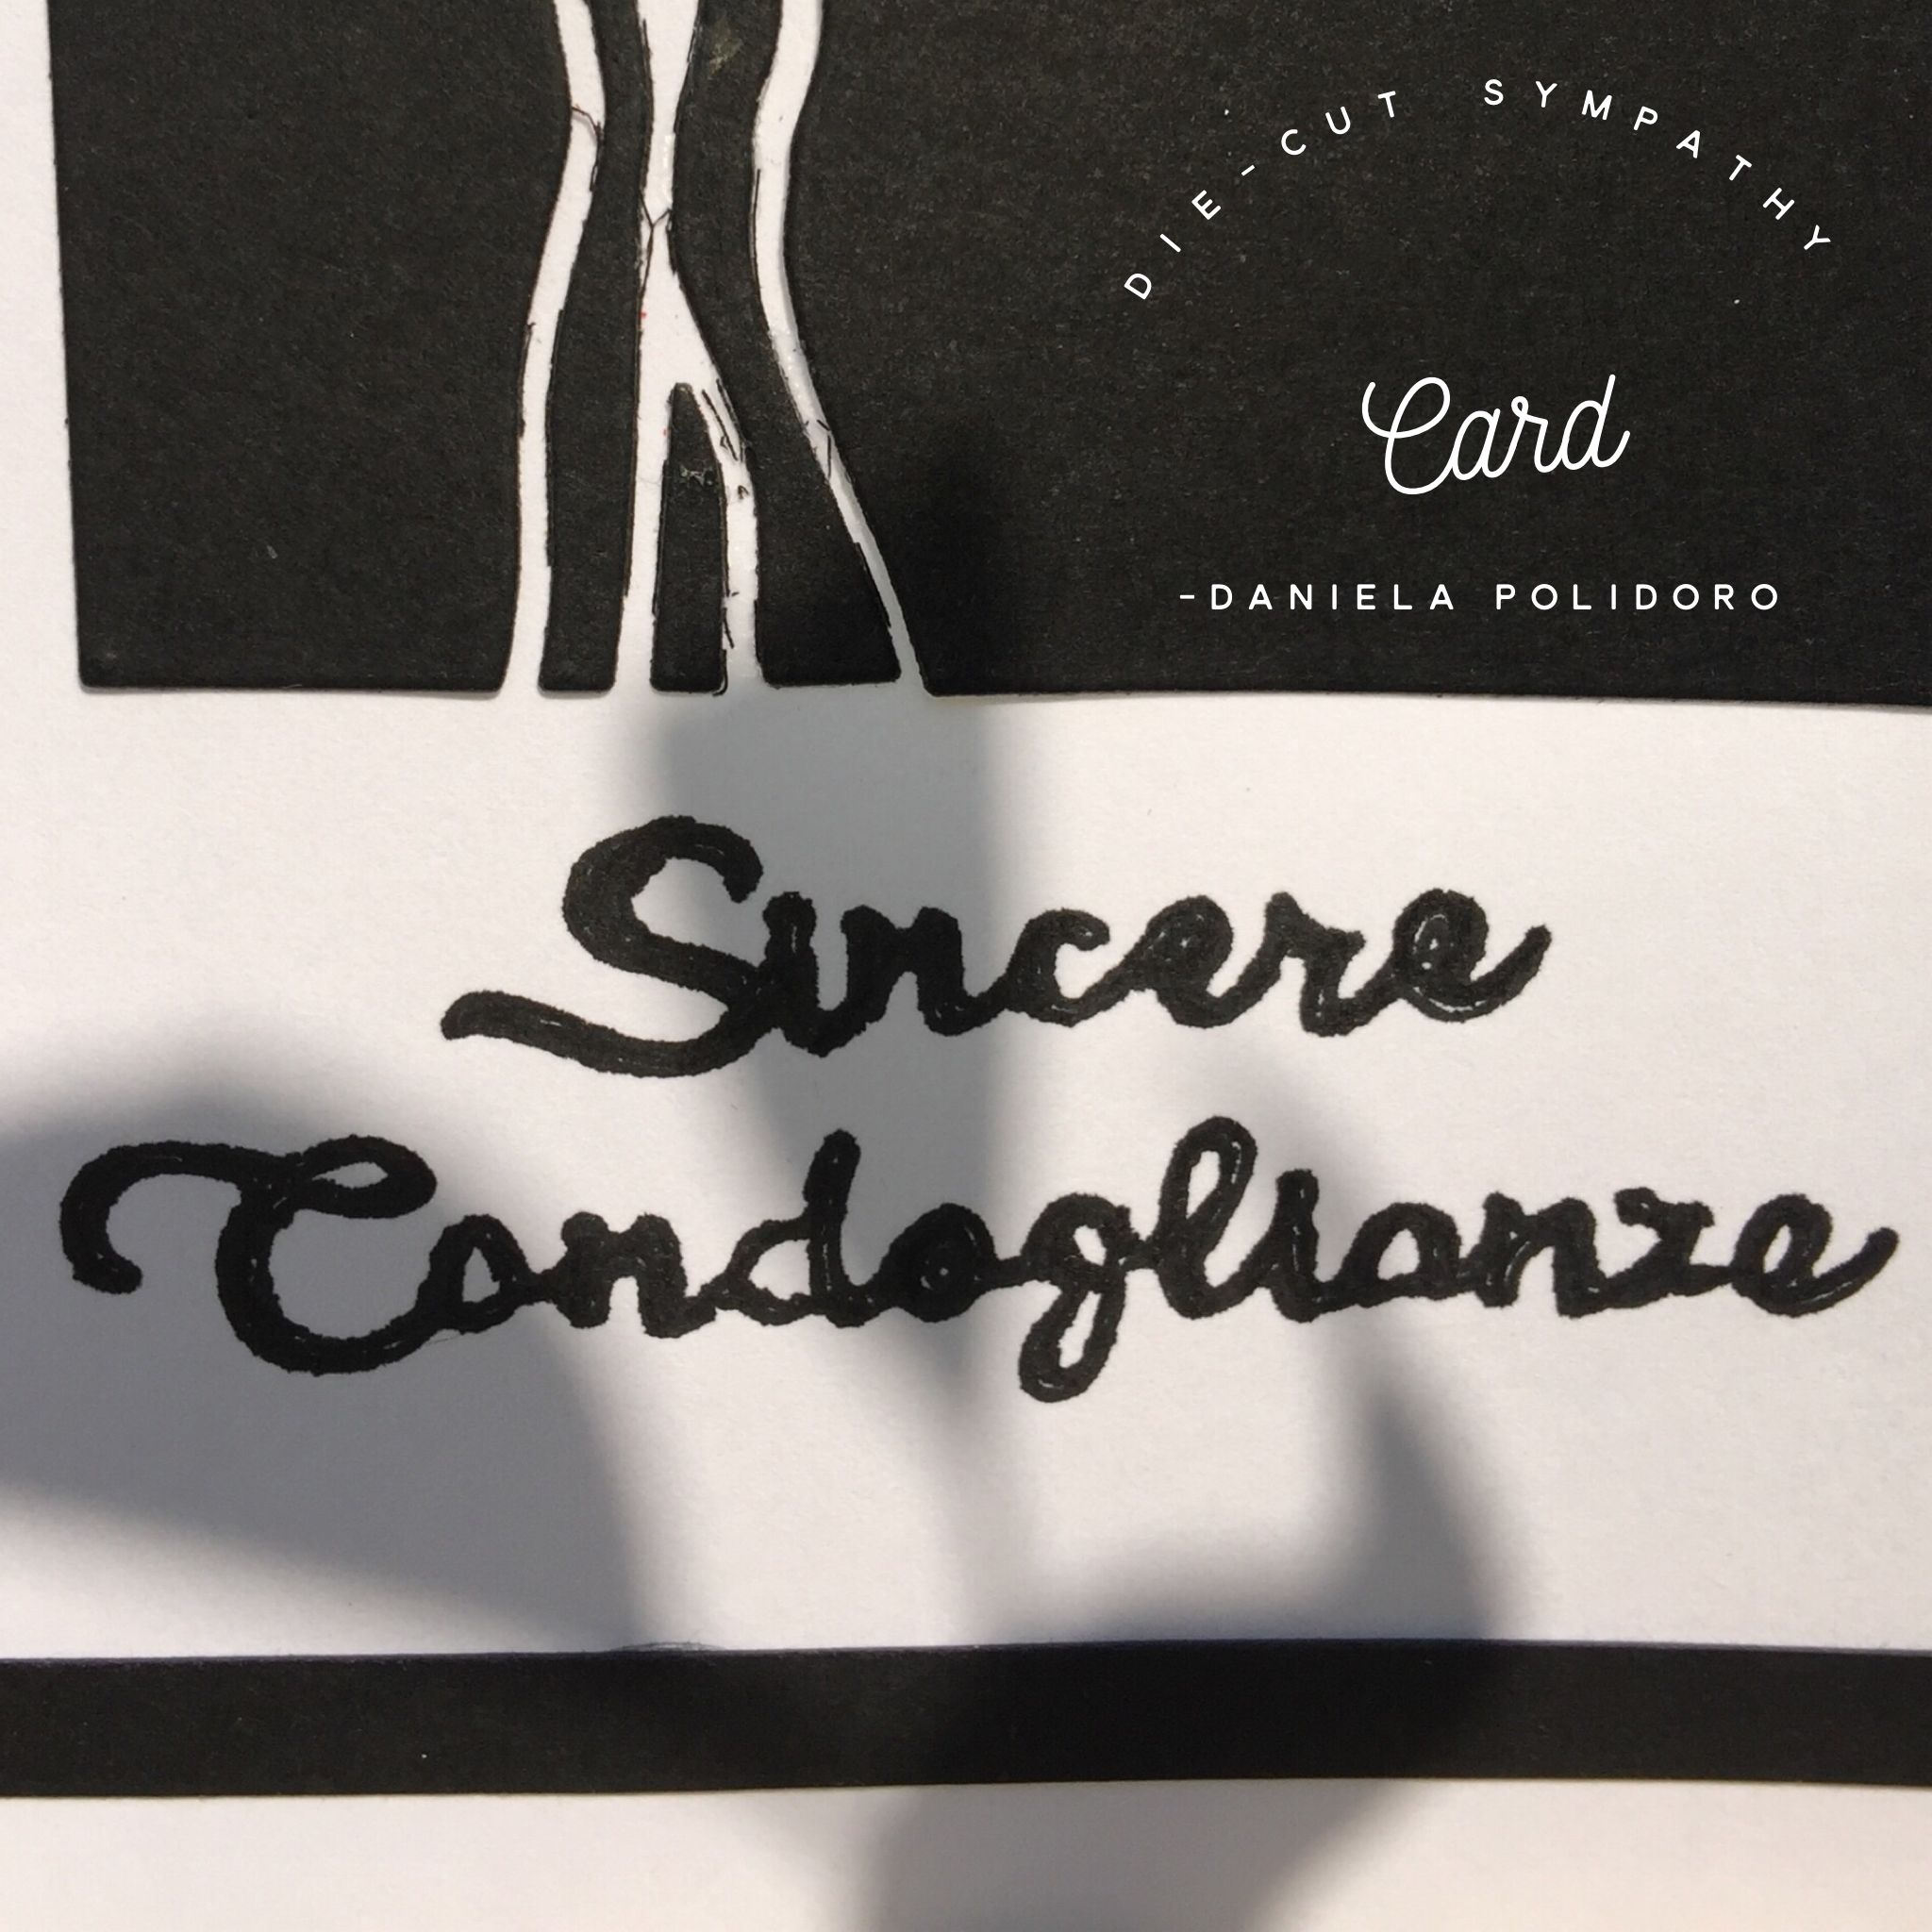 DIE-CUT SYMPATHY
Card
-DANIELA POLIDORO
Sincere
Condoglianze